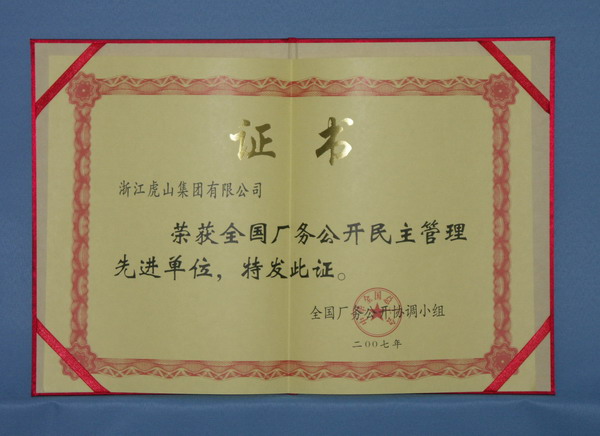 证书
浙江虎山集团有限公司
荣获全国厂务公开民主管理
先进单位，特发此证。
全国厂务公开协调小组
二00七年